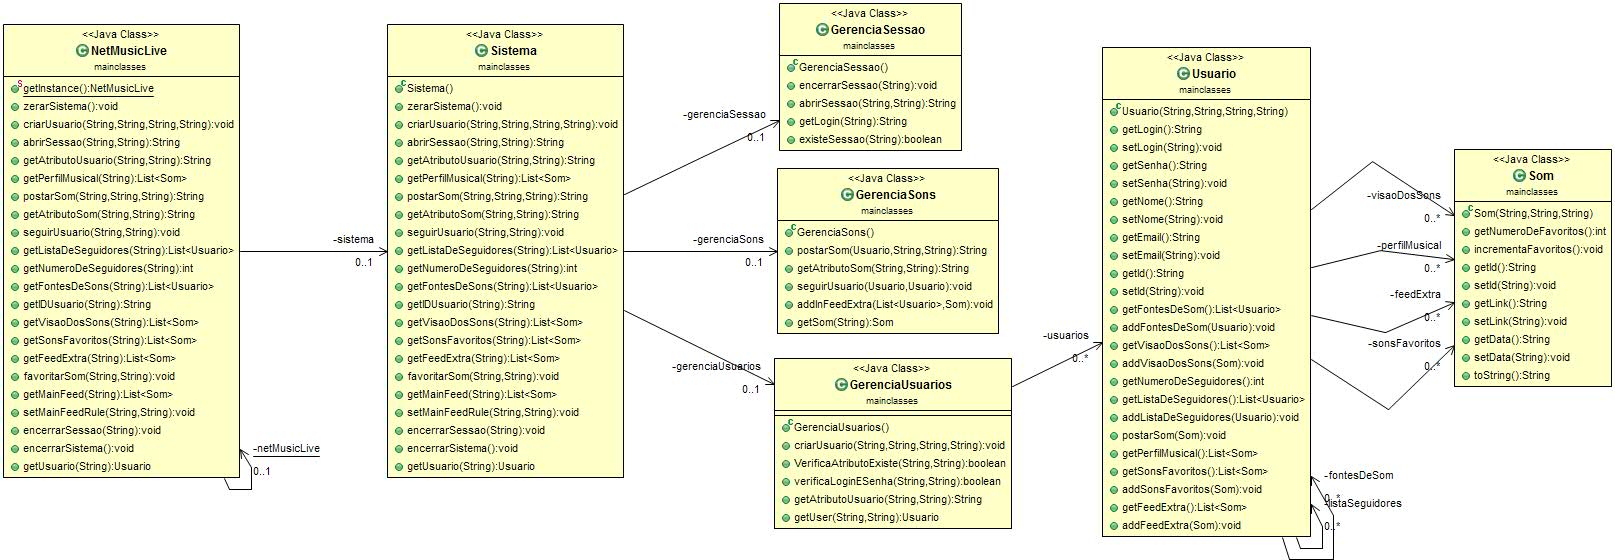 <<Java Class>>
NetMusicLive
mainclasses
getInstance():NetMusicLive
zerarSistema():void
criarUsuario(String,String,String,String):void
abrirSessao(String,String):String
getAtributoUsuario(String,String):String
getPerfilMusical(String):List<Som>
postarSom(String,String,String):String
getAtributoSom(String,String):String
seguirUsuario(String,String):void
getListaDeSeguidores(String):List<Usuario>
getNumeroDeSeguidores(String):int
getFontesDeSons(String):List<Usuario>
getIDUsuario(String):String
getVisaoDosSons(String):List<Som>
getSonsFavoritos(String):List<Som>
getFeedExtra(String):List<Som>
favoritarSom(String,String):void
getMainFeed(String):List<Som>
setMainFeedRule(String,String):void
encerrarSessao(String):void
encerrarSistema():void
getUsuario(String):Usuario
-netMusicLive
0..1
-sistema
0..1
<<Java Class>>
Sistema
mainclasses
Sistema()
zerarSistema():void
criarUsuario(String,String,String,String):void
abrirSessao(String,String):String
getAtributoUsuario(String,String):String
getPerfilMusical(String):List<Som>
postarSom(String,String,String):String
getAtributoSom(String,String):String
seguirUsuario(String,String):void
getListaDeSeguidores(String):List<Usuario>
getNumeroDeSeguidores(String):int
getFontesDeSons(String):List<Usuario>
getIDUsuario(String):String
getVisaoDosSons(String):List<Som>
getSonsFavoritos(String):List<Som>
getFeedExtra(String):List<Som>
favoritarSom(String,String):void
getMainFeed(String):List<Som>
setMainFeedRule(String,String):void
encerrarSessao(String):void
encerrarSistema():void
getUsuario(String):Usuario
-gerenciaSessao
0..1
-gerenciaSons
0..1
-gerenciaUsuarios
0..1
<<Java Class>>
GerenciaSessao
mainclasses
GerenciaSessao()
encerrarSessao(String):void
abrirSessao(String,String):String
getLogin(String):String
existeSessao(String):boolean
<<Java Class>>
GerenciaSons
mainclasses
GerenciaSons()
postarSom(Usuario,String,String):String
getAtributoSom(String,String):String
seguirUsuario(Usuario,Usuario):void
addInFeedExtra(List<Usuario>,Som):void
getSom(String):Som
<<Java Class>>
GerenciaUsuarios
mainclasses
GerenciaUsuarios()
criarUsuario(String,String,String,String):void
VerificaAtributoExiste(String,String):boolean
verificaLoginESenha(String,String):boolean
getAtributoUsuario(String,String):String
getUser(String,String):Usuario
-usuarios
0..*
<<Java Class>>
Usuario
mainclasses
Usuario(String,String,String,String)
getLogin():String
setLogin(String):void
getSenha():String
setSenha(String):void
getNome():String
setNome(String):void
getEmail():String
setEmail(String):void
getId():String
setId(String):void
getFontesDeSom():List<Usuario>
addFontesDeSom(Usuario):void
getVisaoDosSons():List<Som>
addVisaoDosSons(Som):void
getNumeroDeSeguidores():int
getListaDeSeguidores():List<Usuario>
addListaDeSeguidores(Usuario):void
postarSom(Som):void
getPerfilMusical():List<Som>
getSonsFavoritos():List<Som>
addSonsFavoritos(Som):void
getFeedExtra():List<Som>
addFeedExtra(Som):void
-visaoDosSons
0..*
-perfilMusical
0..*
-feedExtra
0..*
-sonsFavoritos
0..*
-fontesDeSom
0..*
-listaSeguidores
0..*
<<Java Class>>
Som
mainclasses
Som(String,String,String)
getNumeroDeFavoritos():int
incrementaFavoritos():void
getId():String
setId(String):void
getLink():String
setLink(String):void
getData():String
setData(String):void
toString():String